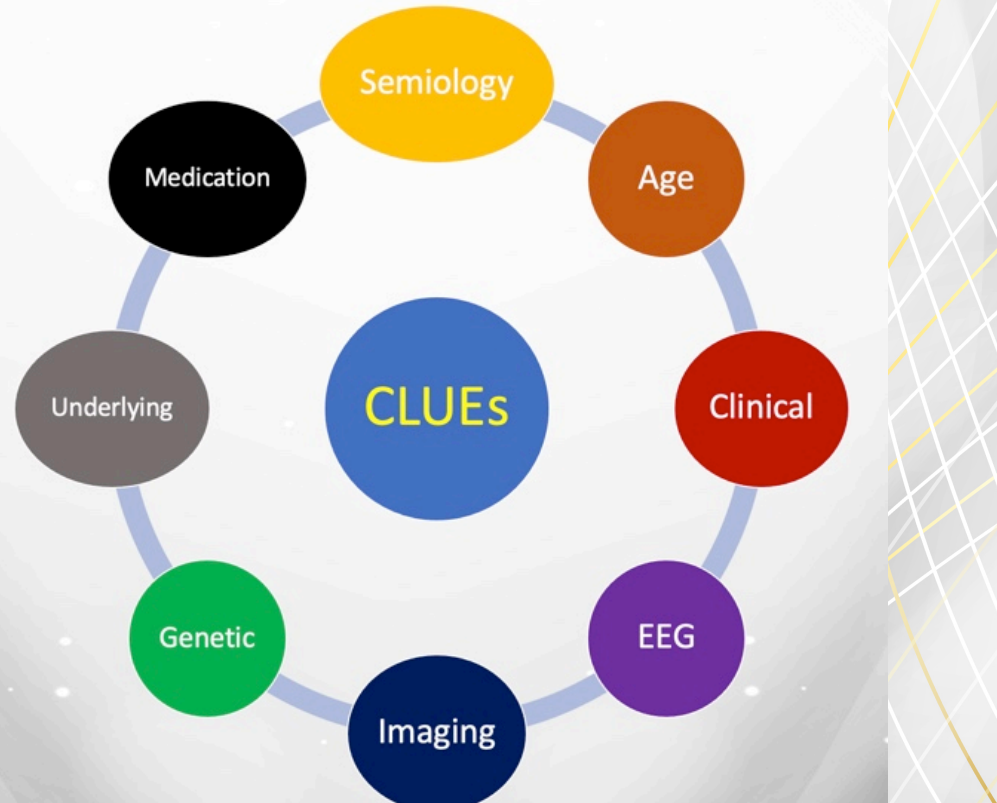 Semiology
Medication
Age
CLUEs
Underlying
Clinical
Genetic
EEG
Imaging